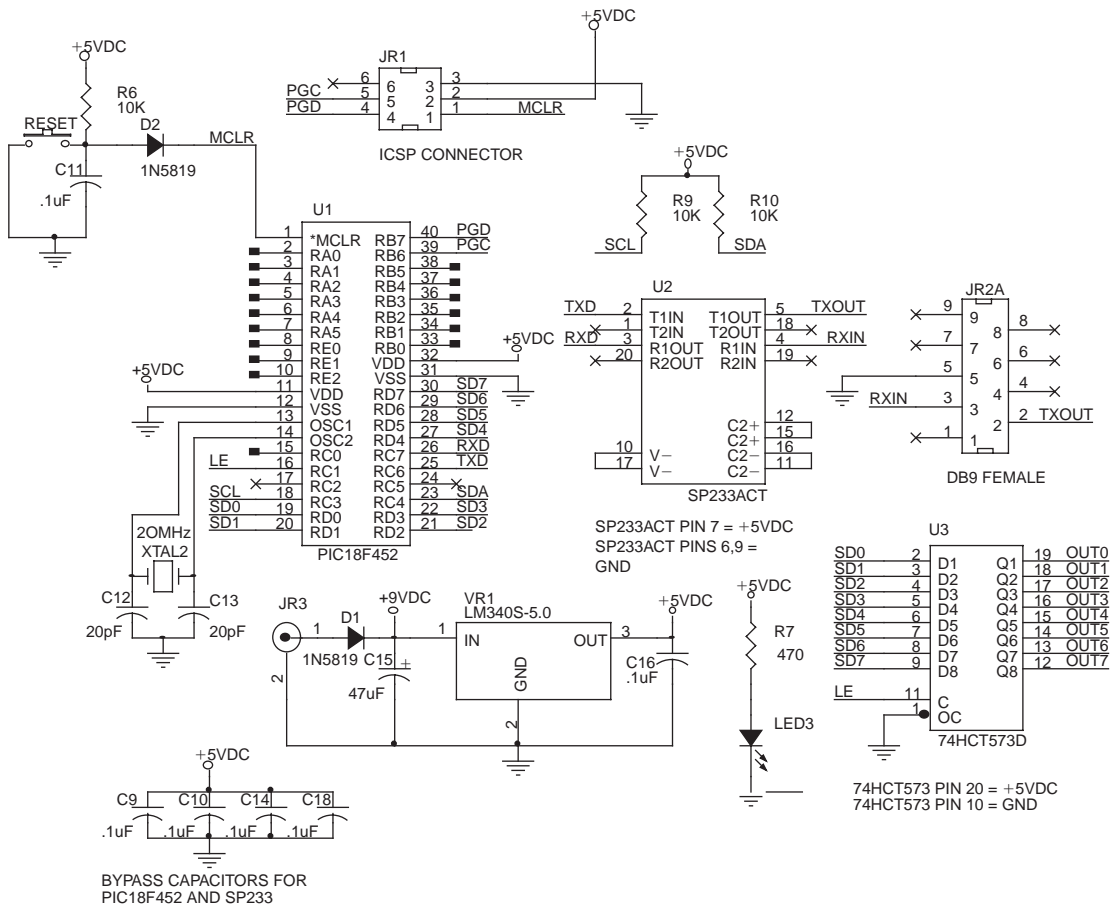 +5VDC
R6
10K
RESET
D2
MCLR
1N5819
C11
.1uF
JR1
6 6 3 3
PGC 5 5 2 2
PGD 4 4 1 1 MCLR
ICSP CONNECTOR
+5VDC
+5VDC
R9
10K
R10
10K
SCL
SDA
U1
1 *MCLR RB7 40 PGD
2 RA0 RB6 39 PGC
3 RA1 RB5 38
4 RA2 RB4 37
5 RA3 RB3 36
6 RA4 RB2 35
7 RA5 RB1 34
8 RE0 RB0 33
9 RE1 VDD 32 +5VDC
10 RE2 VSS 31
+5VDC 11 VDD RD7 30 SD7
12 VSS RD6 29 SD6
13 OSC1 RD5 28 SD5
14 OSC2 RD4 27 SD4
15 RC0 RC7 26 RXD
LE 16 RC1 RC6 25 TXD
17 RC2 RC5 24
SCL 18 RC3 RC4 23 SDA
SD0 19 RD0 RD3 22 SD3
SD1 20 RD1 RD2 21 SD2
PIC18F452
2OMHz
XTAL2
C12
20pF
C13
20pF
U2
TXD 2 T1IN T1OUT 5 TXOUT
1 T2IN T2OUT 18
RXD 3 R1OUT R1IN 4 RXIN
20 R2OUT R2IN 19
C2+ 12
C2+ 15
10 V− C2− 16
17 V− C2− 11
SP233ACT
SP233ACT PIN 7 = +5VDC
SP233ACT PINS 6,9 =
GND
JR2A
9 9
8 8
7 7
6 6
5 5
4 4
RXIN 3 3
2 2 TXOUT
1 1
DB9 FEMALE
U3
SD0 2 D1 Q1 19 OUT0
SD1 3 D2 Q2 18 OUT1
SD2 4 D3 Q3 17 OUT2
SD3 5 D4 Q4 16 OUT3
SD4 6 D5 Q5 15 OUT4
SD5 7 D6 Q6 14 OUT5
SD6 8 D7 Q7 13 OUT6
SD7 9 D8 Q8 12 OUT7
LE 11 C
1 OC
74HCT573D
74HCT573 PIN 20 = +5VDC
74HCT573 PIN 10 = GND
JR3
1
2
D1
1N5819
+9VDC
C15
+
47uF
VR1
LM340S-5.0
1 IN OUT 3
GND
2
+5VDC
C16
.1uF
+5VDC
R7
470
LED3
+5VDC
C9 C10 C14 C18
.1uF .1uF .1uF .1uF
BYPASS CAPACITORS FOR
PIC18F452 AND SP233